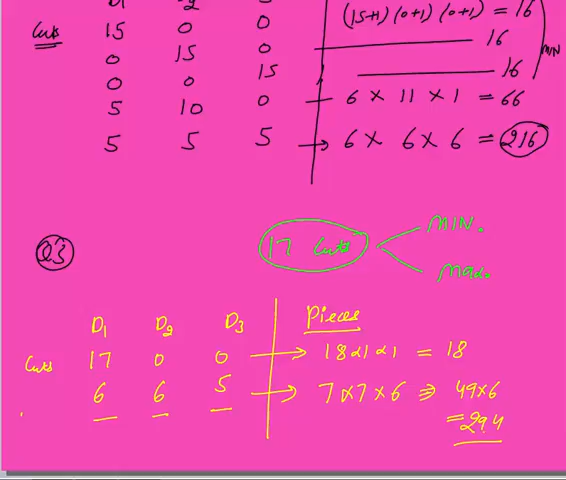 D1 D2
(15+1) (0+1) (0+1) = 16
Cuts 15 0 0
0 15 0 16
0 0 15 16 MIN
5 10 0 → 6 × 11 × 1 = 66
5 5 5 → 6 × 6 × 6 = 216
Q3 17 Cuts MIN.
Max.
D1 D2 D3 Pieces
Cuts 17 0 0 → 18×1×1 = 18
6 6 5 → 7×7×6 ⇒ 49×6
= 294